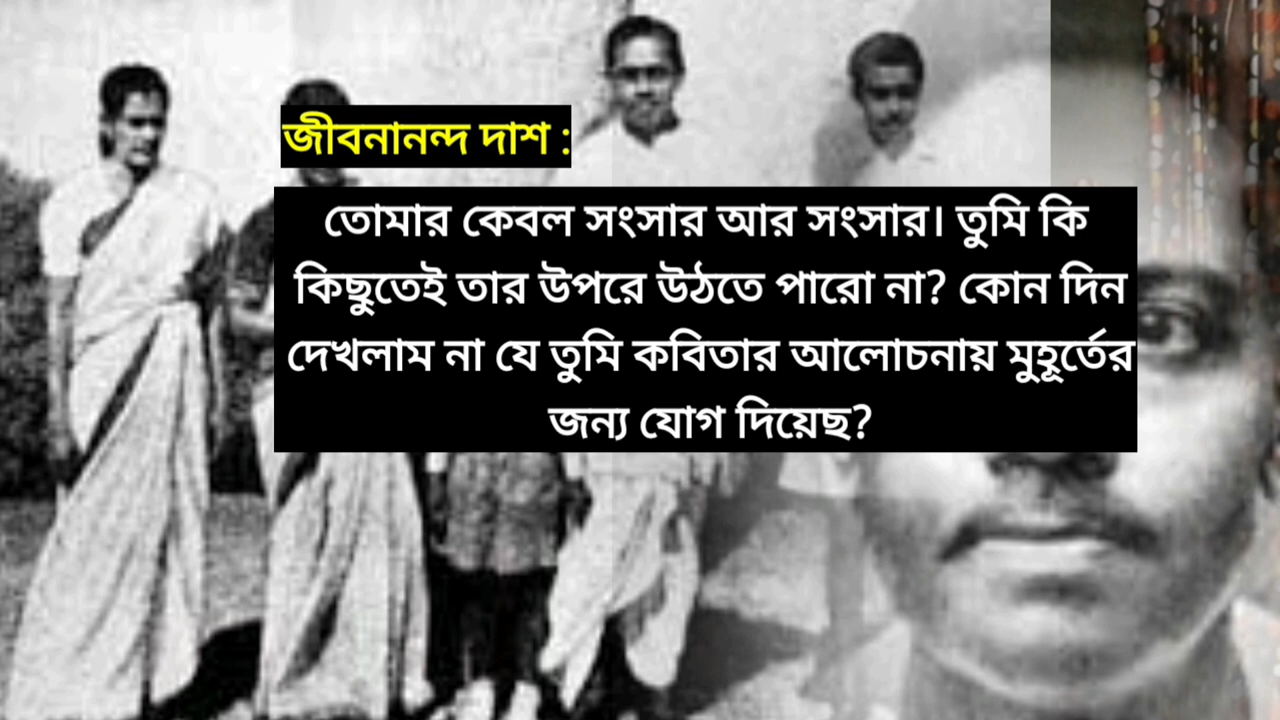 জীবনানন্দ দাশ :
তোমার কেবল সংসার আর সংসার। তুমি কি
কিছুতেই তার উপরে উঠতে পারো না? কোন দিন
দেখলাম না যে তুমি কবিতার আলোচনায় মুহূর্তের
জন্য যোগ দিয়েছ?